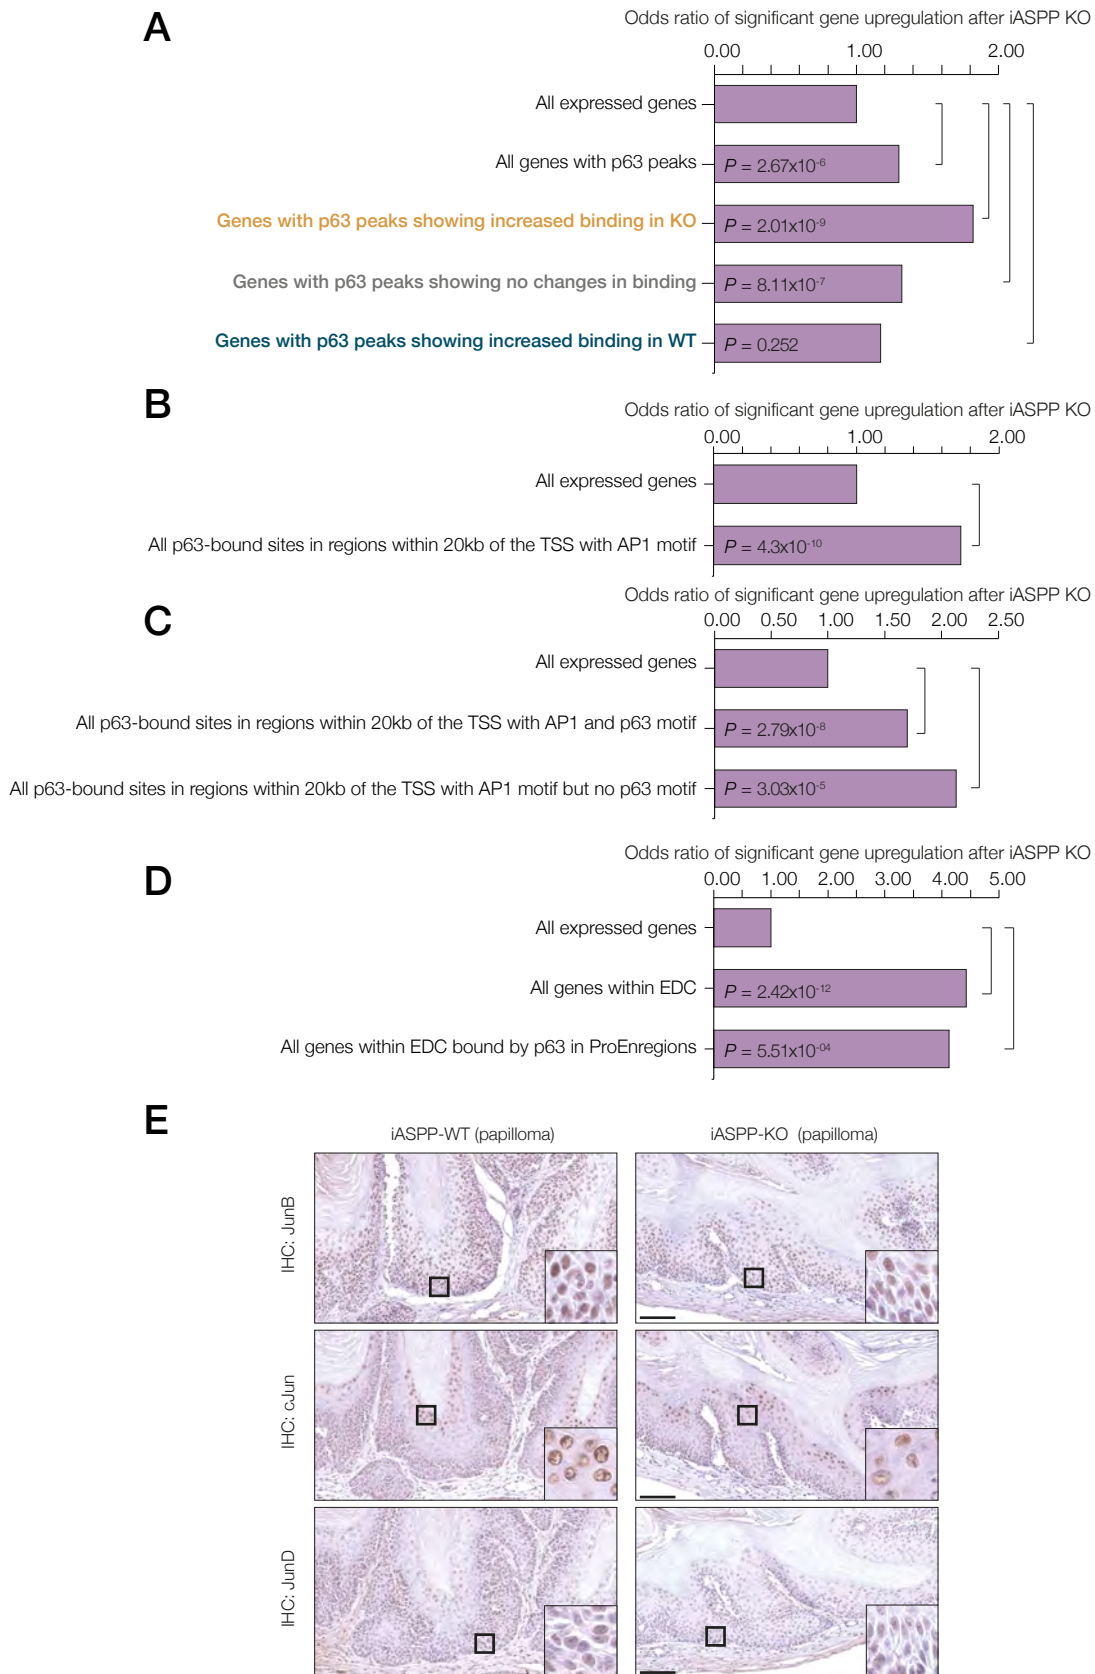 A
Odds ratio of significant gene upregulation after iASPP KO
0.00 1.00 2.00
All expressed genes
All genes with p63 peaks
P = 2.67x10-6
Genes with p63 peaks showing increased binding in KO
P = 2.01x10-9
Genes with p63 peaks showing no changes in binding
P = 8.11x10-7
Genes with p63 peaks showing increased binding in WT
P = 0.252
B
Odds ratio of significant gene upregulation after iASPP KO
0.00 1.00 2.00
All expressed genes
All p63-bound sites in regions within 20kb of the TSS with AP1 motif
P = 4.3x10-10
C
Odds ratio of significant gene upregulation after iASPP KO
0.00 0.50 1.00 1.50 2.00 2.50
All expressed genes
All p63-bound sites in regions within 20kb of the TSS with AP1 and p63 motif
P = 2.79x10-8
All p63-bound sites in regions within 20kb of the TSS with AP1 motif but no p63 motif
P = 3.03x10-5
D
Odds ratio of significant gene upregulation after iASPP KO
0.00 1.00 2.00 3.00 4.00 5.00
All expressed genes
All genes within EDC
P = 2.42x10-12
All genes within EDC bound by p63 in ProEnregions
P = 5.51x10-04
E
iASPP-WT (papilloma)
iASPP-KO (papilloma)
IHC: JunB
IHC: cJun
IHC: JunD